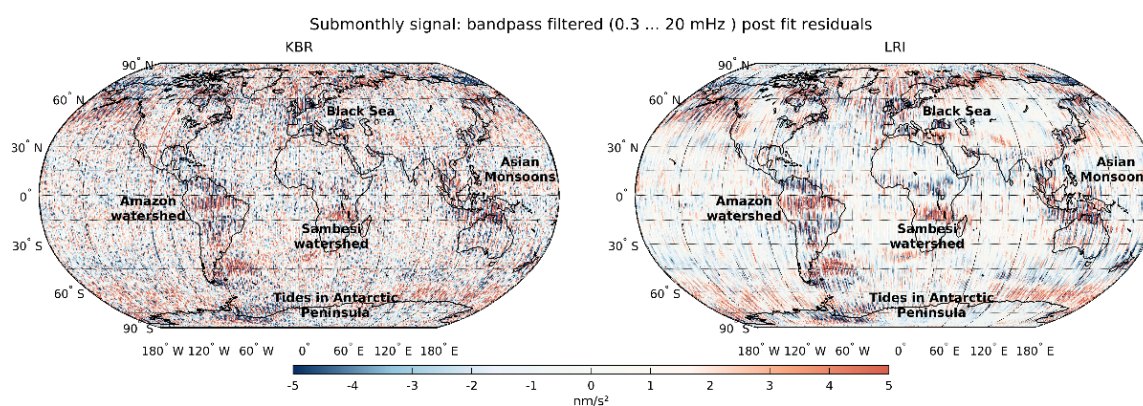 Submonthly signal: bandpass filtered (0.3 ... 20 mHz ) post fit residuals
KBR
90° N
60° N
30° N
0°
30° S
60° S
90° S
Black Sea
Asian
Monsoons
Amazon
watershed
Sambesi
watershed
Tides in Antarctic
Peninsula
180° W 120° W 60° W 0° 60° E 120° E 180° E
LRI
90° N
60° N
30° N
0°
30° S
60° S
90° S
Black Sea
Asian
Monsoons
Amazon
watershed
Sambesi
watershed
Tides in Antarctic
Peninsula
180° W 120° W 60° W 0° 60° E 120° E 180° E
-5 -4 -3 -2 -1 0 1 2 3 4 5
nm/s²